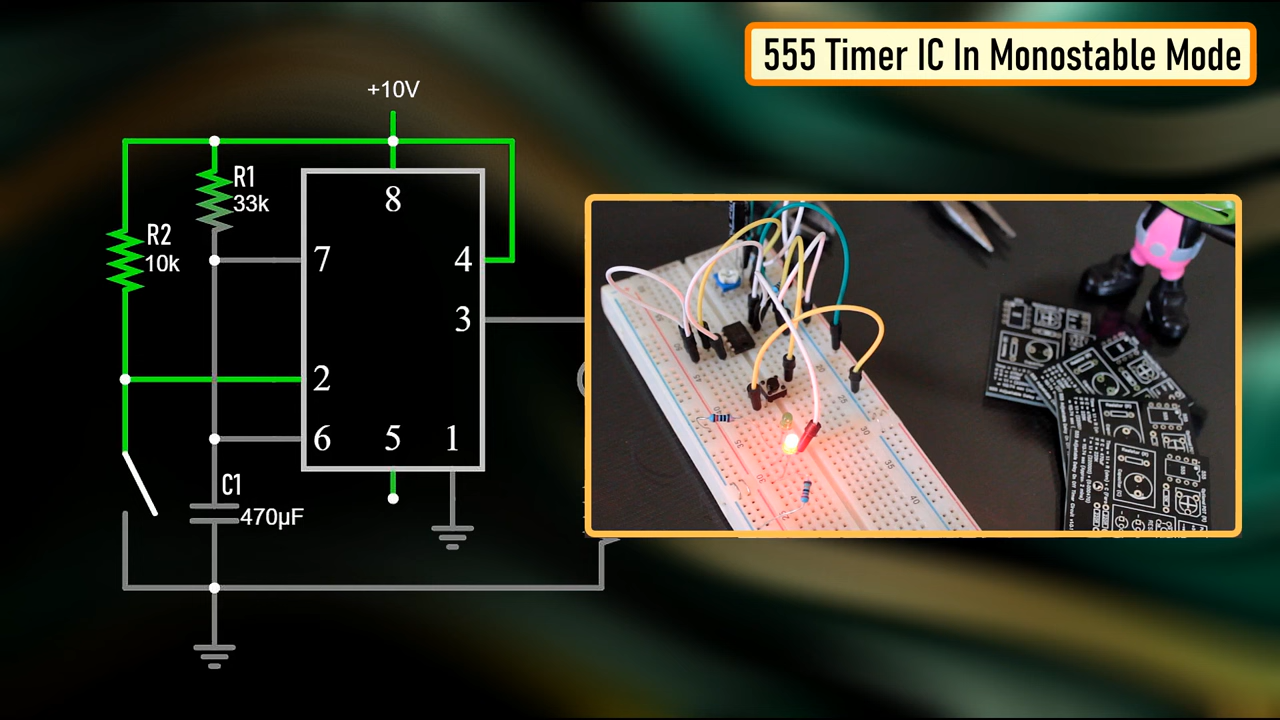 555 Timer IC In Monostable Mode
+10V
R1
33k
R2
10k
8
7
4
3
2
6
5
1
C1
470µF